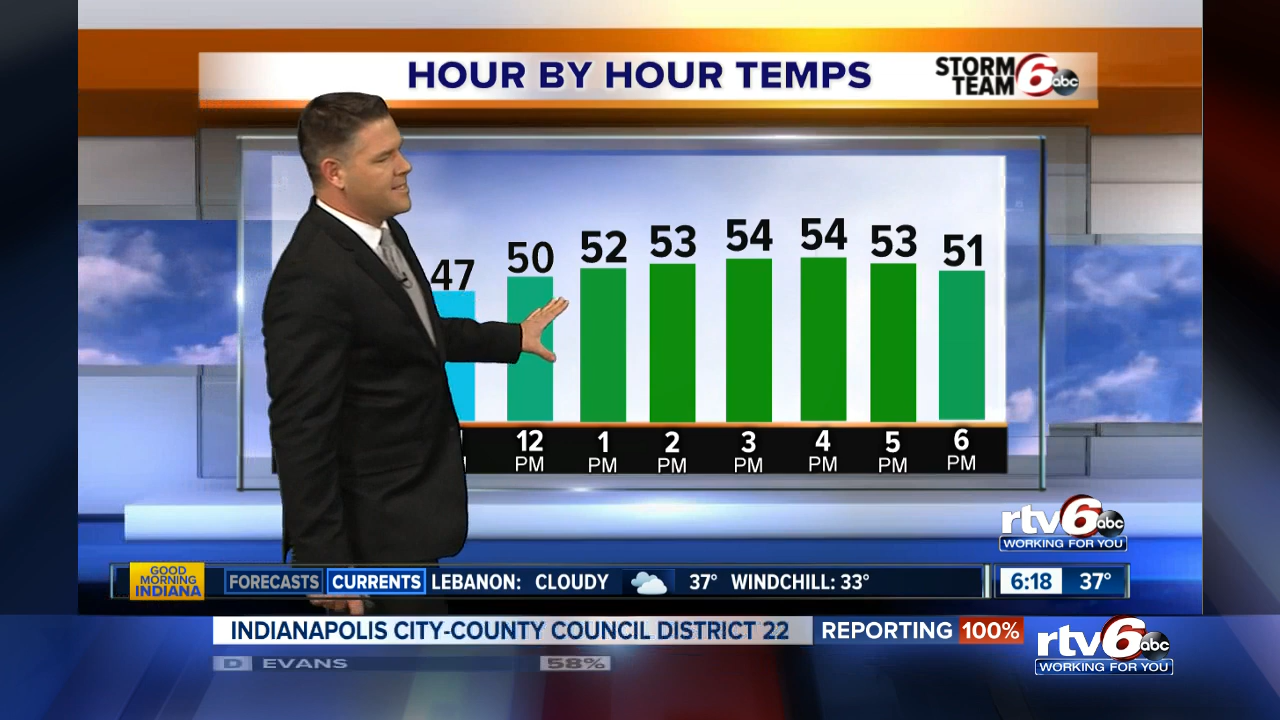 HOUR BY HOUR TEMPS
STORM
TEAM 6 abc
47 50 52 53 54 54 53 51
12 1 2 3 4 5 6
PM PM PM PM PM PM PM
rtv6 abc
WORKING FOR YOU
GOOD
MORNING
INDIANA
FORECASTS CURRENTS LEBANON: CLOUDY 37° WINDCHILL: 33° 6:18 37°
INDIANAPOLIS CITY-COUNTY COUNCIL DISTRICT 22 REPORTING 100%
D EVANS 58%
rtv6 abc
WORKING FOR YOU